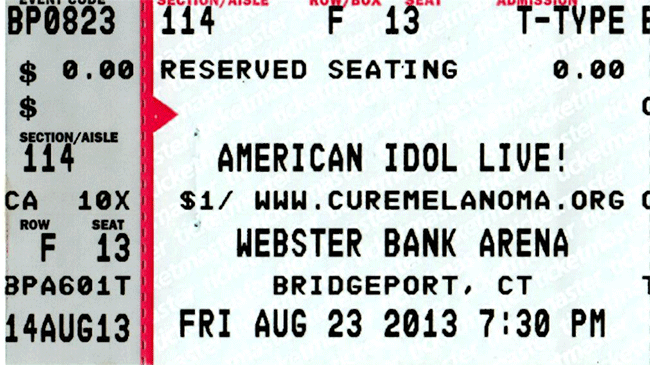 EVENT CODE
BP0823
$ 0.00
$
SECTION/AISLE
114
CA 10X
ROW SEAT
F 13
BPA601T
14AUG13
SECTION/AISLE ROW/BOX SEAT ADMISSION
114 F 13 T-TYPE
RESERVED SEATING 0.00
AMERICAN IDOL LIVE!
$1/ WWW.CUREMELANOMA.ORG
WEBSTER BANK ARENA
BRIDGEPORT, CT
FRI AUG 23 2013 7:30 PM